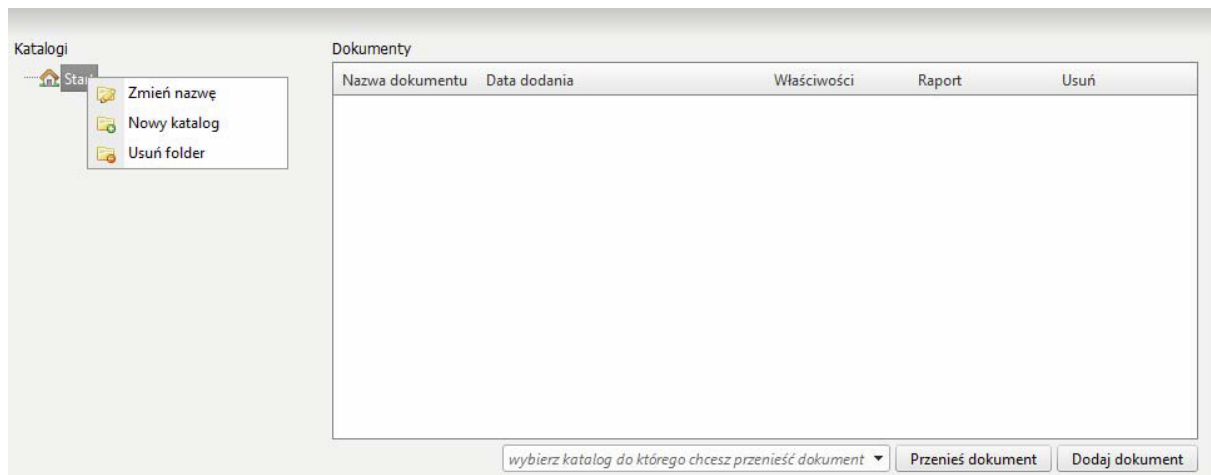 Katalogi
Start
Zmień nazwę
Nowy katalog
Usuń folder
Dokumenty
Nazwa dokumentu Data dodania Właściwości Raport Usuń
wybierz katalog do którego chcesz przenieść dokument Przenieś dokument Dodaj dokument